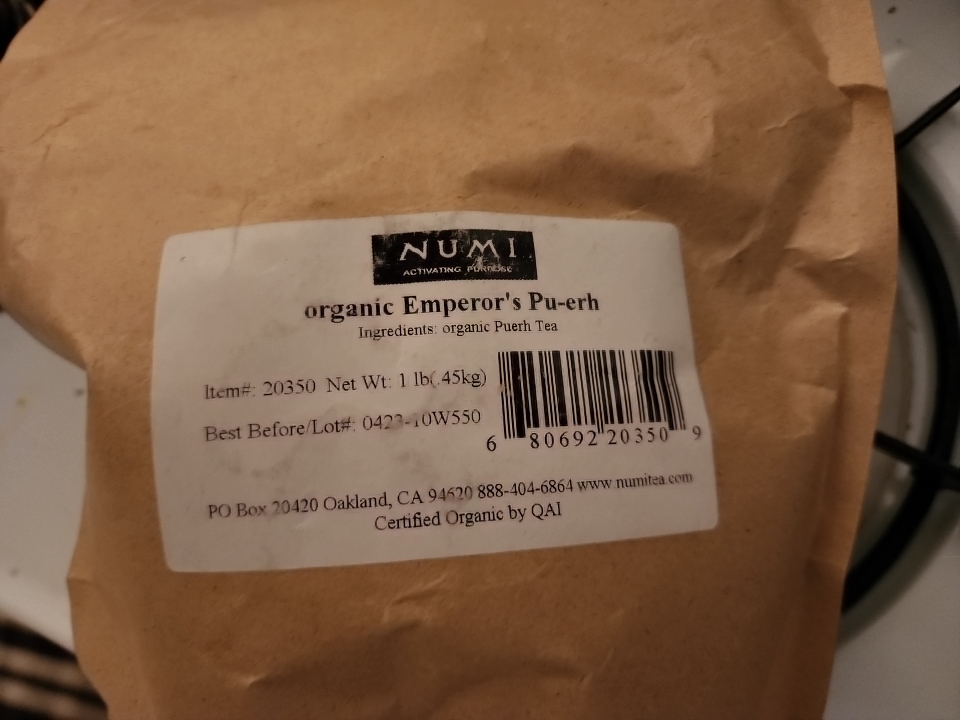 NUMI
ACTIVATING PURPOSE
organic Emperor's Pu-erh
Ingredients: organic Puerh Tea
Item#: 20350 Net Wt: 1 lb(.45kg)
Best Before/Lot#: 0423-10W550
6 80692 20350 9
PO Box 20420 Oakland, CA 94620 888-404-6864 www.numitea.com
Certified Organic by QAI